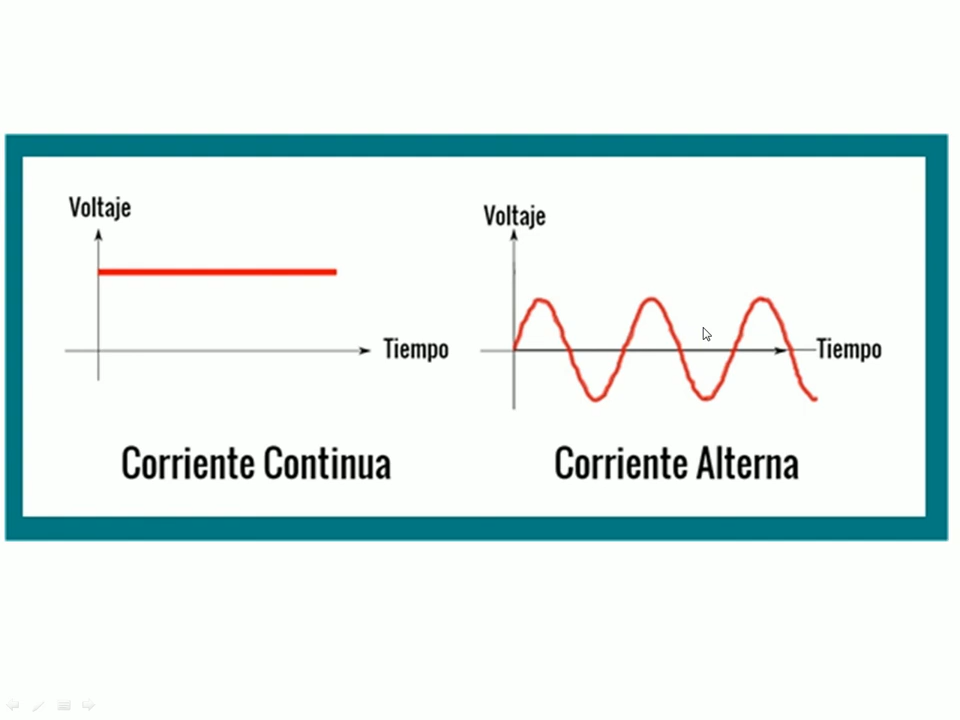 Voltaje
Tiempo
Corriente Continua
Voltaje
Tiempo
Corriente Alterna